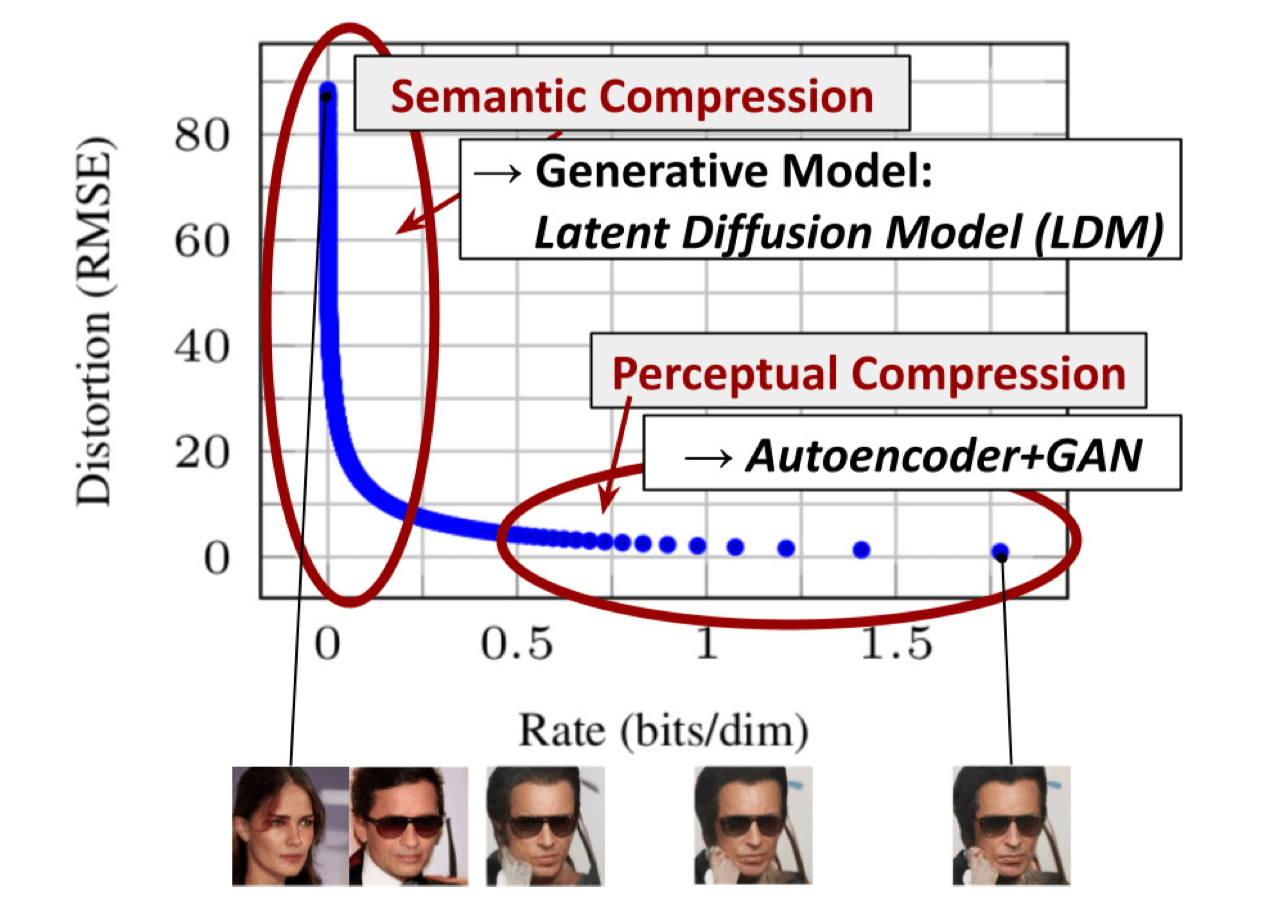 Semantic Compression
→ Generative Model:
Latent Diffusion Model (LDM)
Perceptual Compression
→ Autoencoder+GAN
Distortion (RMSE)
80
60
40
20
0
0 0.5 1 1.5
Rate (bits/dim)